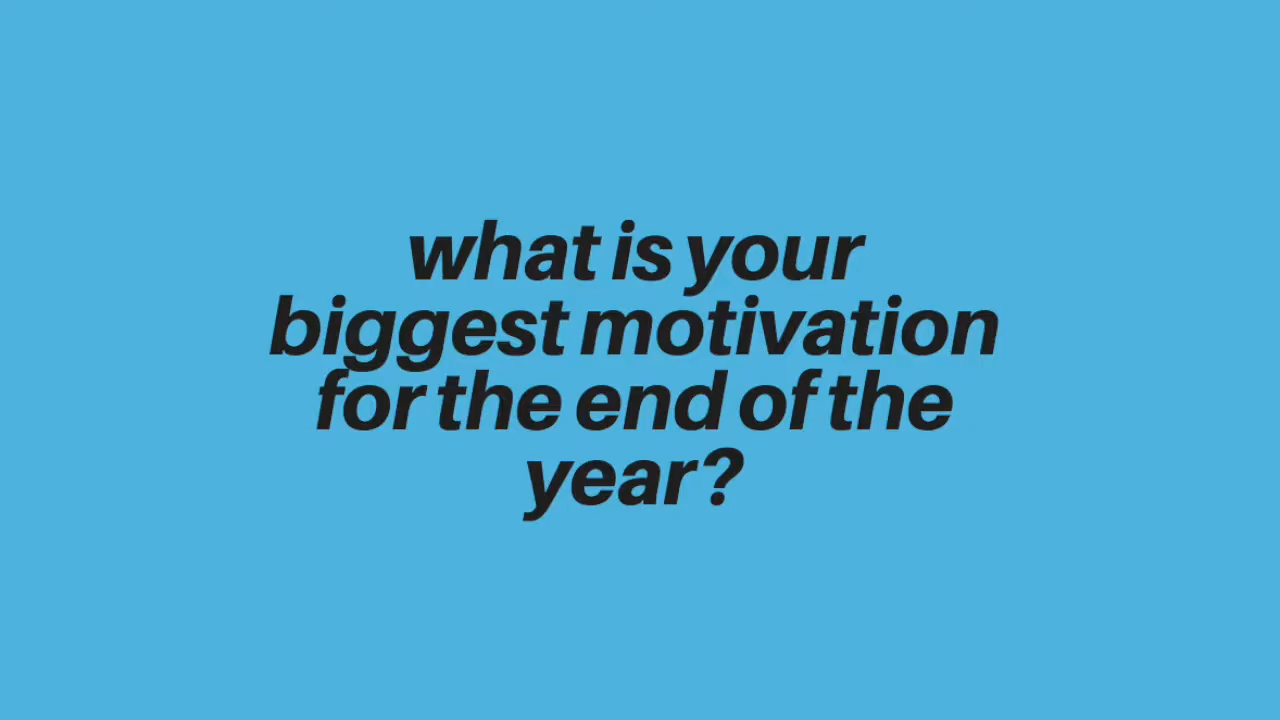 what is your
biggest motivation
for the end of the
year?